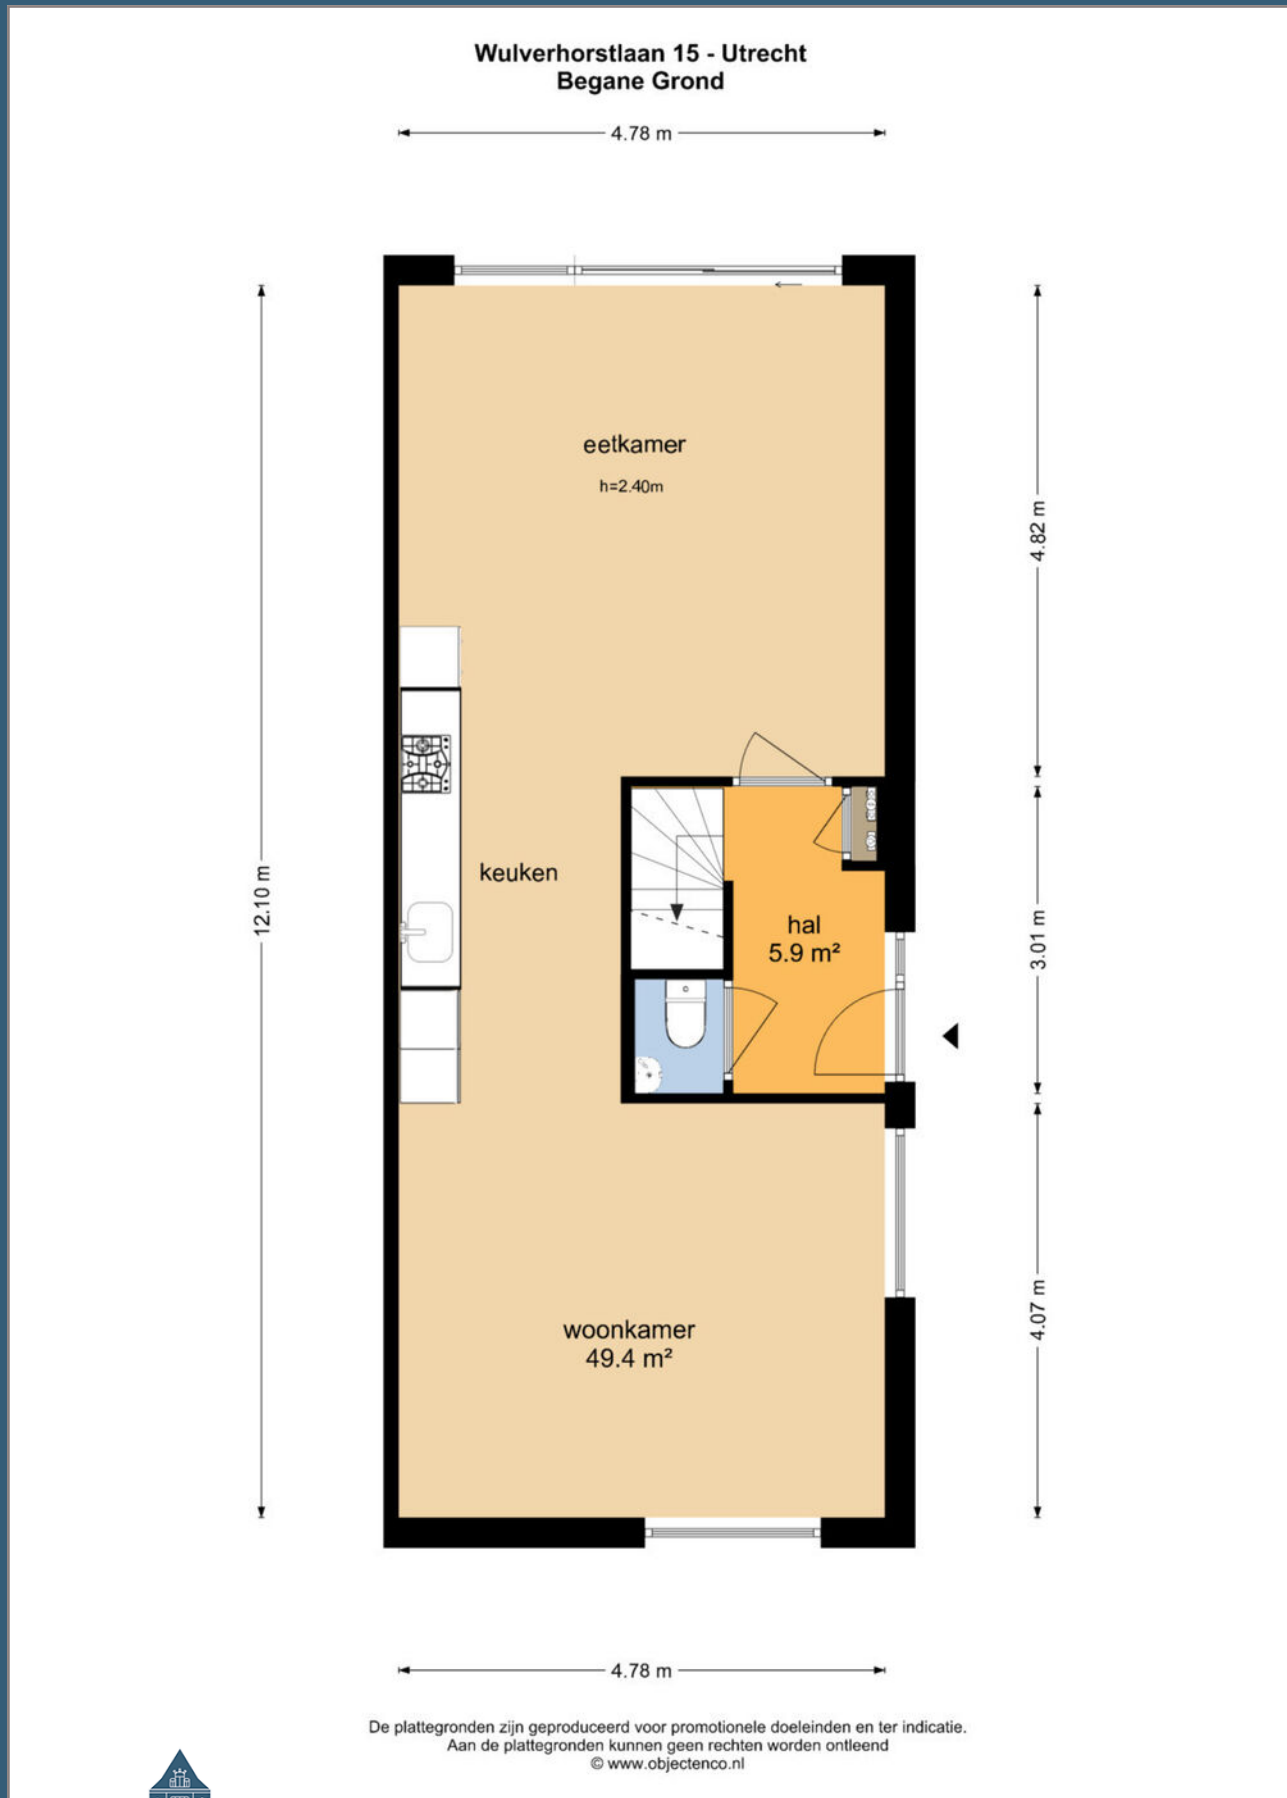 Wulverhorstlaan 15 - Utrecht
Begane Grond
4.78 m
eetkamer
h=2.40m
4.82 m
12.10 m
keuken
hal
5.9 m²
3.01 m
woonkamer
49.4 m²
4.07 m
4.78 m
De plattegronden zijn geproduceerd voor promotionele doeleinden en ter indicatie.
Aan de plattegronden kunnen geen rechten worden ontleend
© www.objectenco.nl